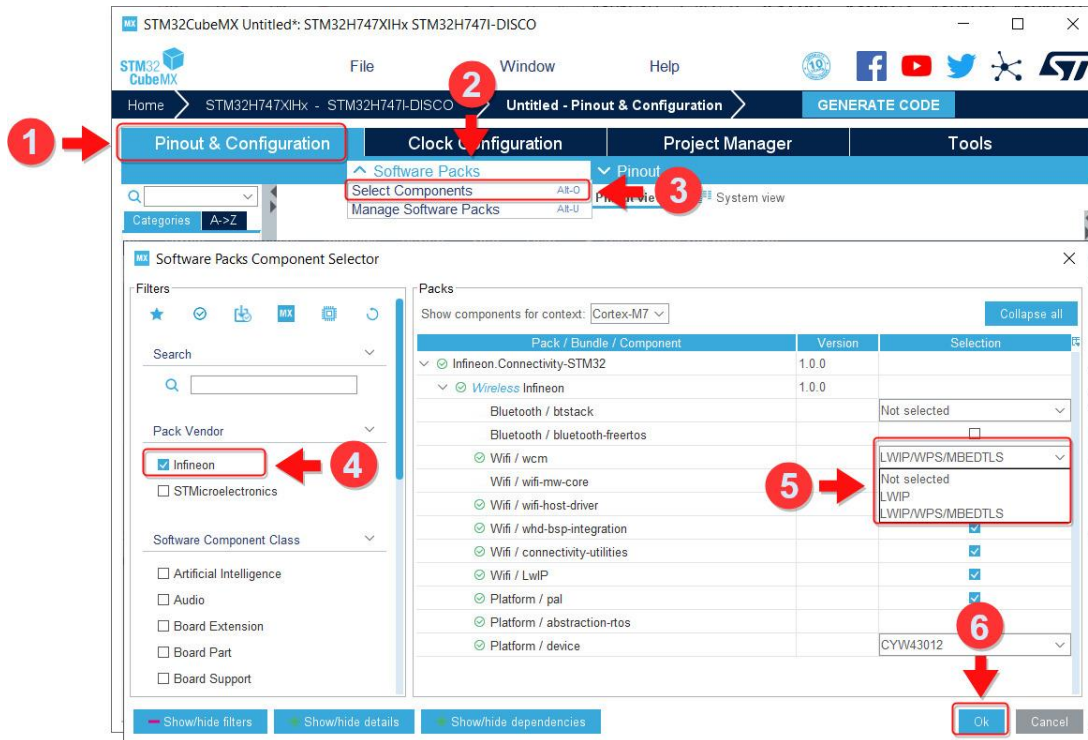 MX STM32CubeMX Untitled*: STM32H747XIHx STM32H747I-DISCO
STM32
CubeMX
File Window Help
10
ST
Home STM32H747XIHx - STM32H747I-DISCO Untitled - Pinout & Configuration GENERATE CODE
2
1
Pinout & Configuration Clock Configuration Project Manager Tools
Software Packs Pinout
Select Components Alt-O
3
Manage Software Packs Alt-U
System view
Categories A->Z
MX Software Packs Component Selector
Filters
MX
Search
Pack Vendor
Infineon
4
STMicroelectronics
Software Component Class
Artificial Intelligence
Audio
Board Extension
Board Part
Board Support
Packs
Show components for context: Cortex-M7 Collapse all
Pack / Bundle / Component Version Selection
Infineon.Connectivity-STM32 1.0.0
Wireless Infineon 1.0.0
Bluetooth / btstack Not selected
Bluetooth / bluetooth-freertos
Wifi / wcm LWIP/WPS/MBEDTLS
Wifi / wifi-mw-core Not selected
5
Wifi / wifi-host-driver LWIP
LWIP/WPS/MBEDTLS
Wifi / whd-bsp-integration
Wifi / connectivity-utilities
Wifi / LwIP
Platform / pal
Platform / abstraction-rtos
6
Platform / device CYW43012
Show/hide filters Show/hide details Show/hide dependencies Ok Cancel